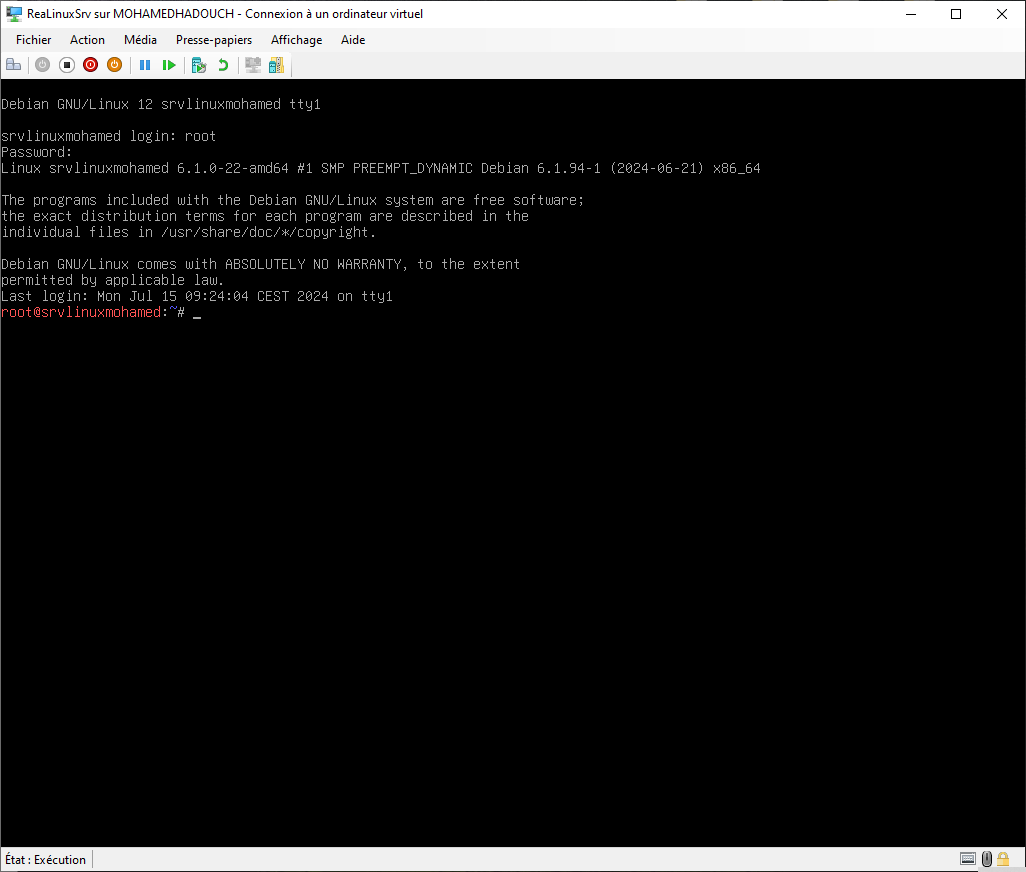 ReaLinuxSrv sur MOHAMEDHADOUCH - Connexion à un ordinateur virtuel
Fichier Action Média Presse-papiers Affichage Aide
Debian GNU/Linux 12 srvlinuxmohamed tty1
srvlinuxmohamed login: root
Password:
Linux srvlinuxmohamed 6.1.0-22-amd64 #1 SMP PREEMPT_DYNAMIC Debian 6.1.94-1 (2024-06-21) x86_64
The programs included with the Debian GNU/Linux system are free software;
the exact distribution terms for each program are described in the
individual files in /usr/share/doc/*/copyright.
Debian GNU/Linux comes with ABSOLUTELY NO WARRANTY, to the extent
permitted by applicable law.
Last login: Mon Jul 15 09:24:04 CEST 2024 on tty1
root@srvlinuxmohamed:~# _
État : Exécution